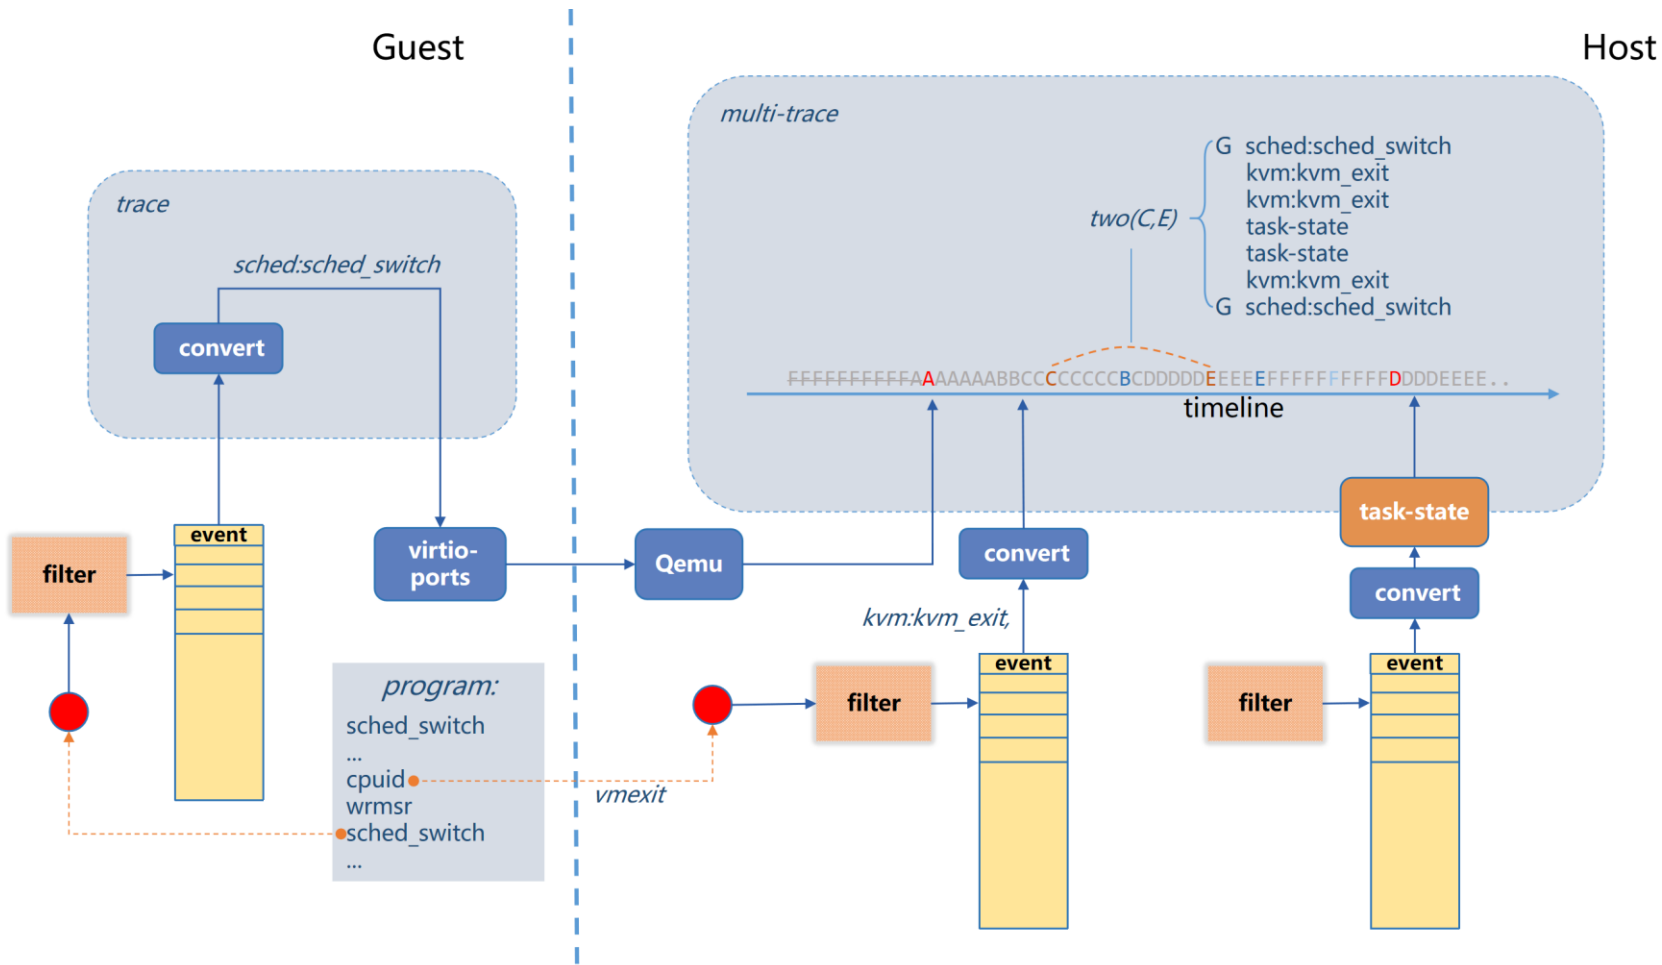 Guest
Host
multi-trace
G sched:sched_switch
kvm:kvm_exit
kvm:kvm_exit
two(C,E)
task-state
task-state
kvm:kvm_exit
G sched:sched_switch
trace
sched:sched_switch
convert
FFFFFFFFFFAAAAAAABBCCCCCCCCCBCDDDDDEEEEEFFFFFFFFFFDDDDEEEE..
timeline
event
filter
virtio-
ports
Qemu
convert
task-state
convert
kvm:kvm_exit,
program:
sched_switch
...
cpuid
wrmsr
sched_switch
...
vmexit
filter
event
filter
event